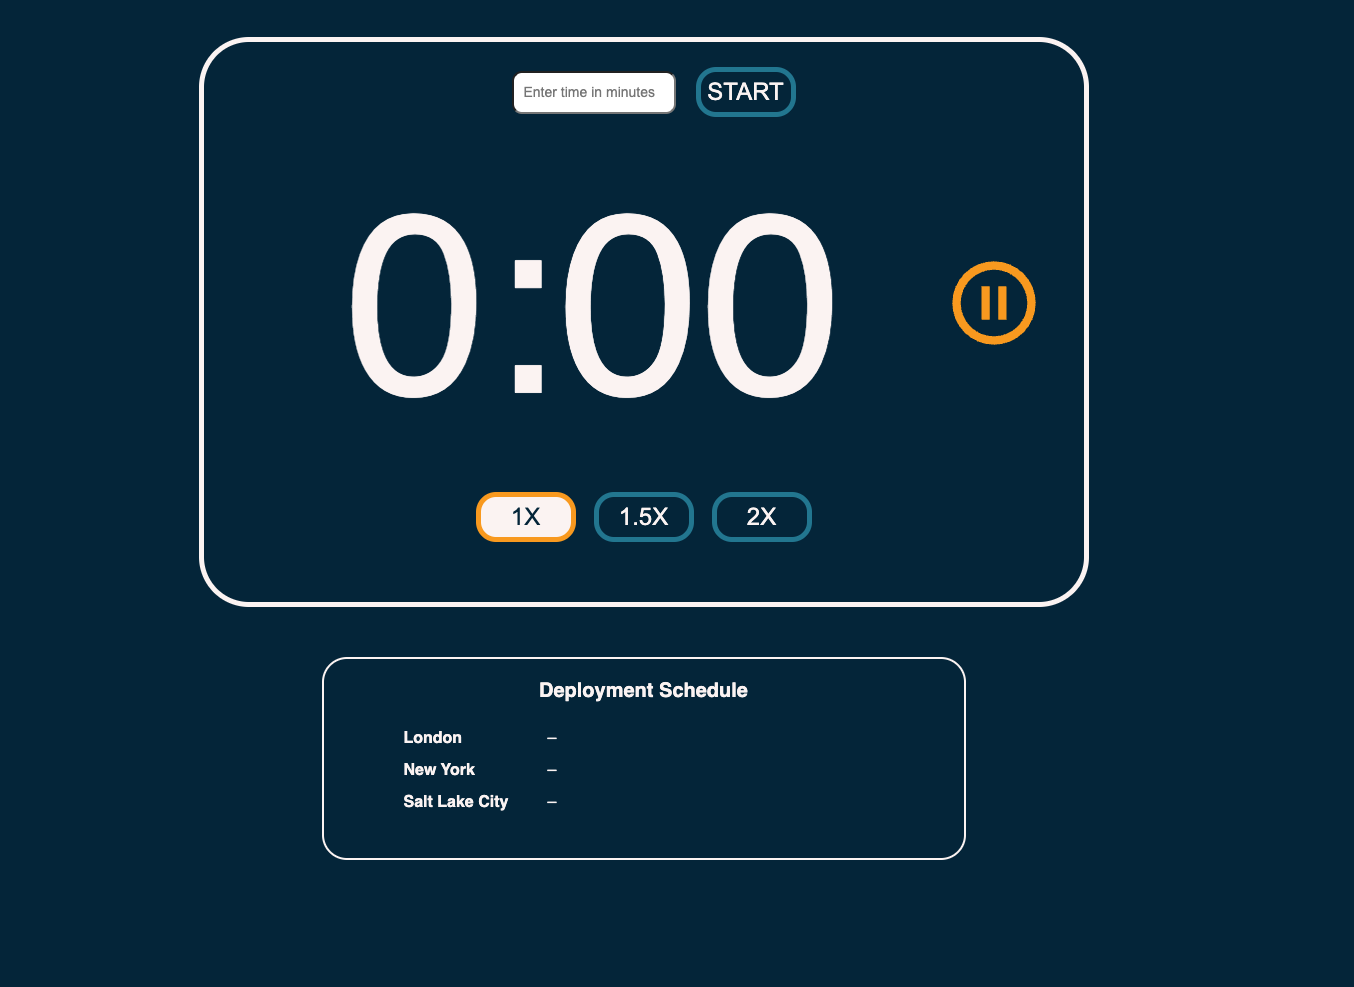 Enter time in minutes START
0:00
1X 1.5X 2X
Deployment Schedule
London –
New York –
Salt Lake City –